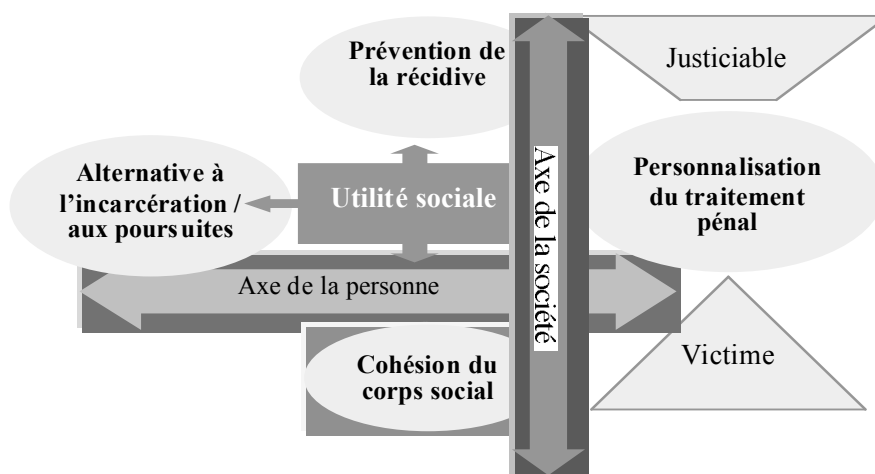 Prévention de
la récidive
Justiciable
Alternative à
l'incarcération /
aux poursuites
Utilité sociale
Axe de la société
Personnalisation
du traitement
pénal
Axe de la personne
Cohésion du
corps social
Victime